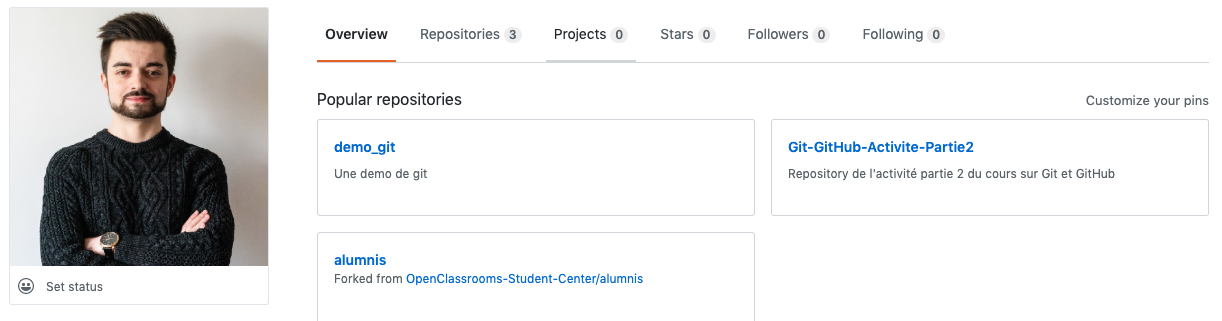 Overview Repositories 3 Projects 0 Stars 0 Followers 0 Following 0
Popular repositories Customize your pins
demo_git
Une demo de git
Git-GitHub-Activite-Partie2
Repository de l'activité partie 2 du cours sur Git et GitHub
alumnis
Forked from OpenClassrooms-Student-Center/alumnis
Set status